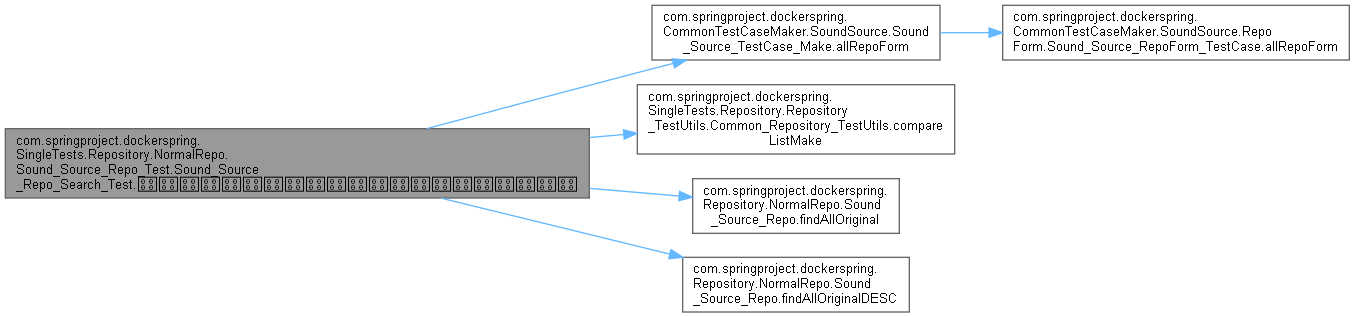 com.springproject.dockerspring.
SingleTests.Repository.NormalRepo.
Sound_Source_Repo_Test.Sound_Source
_Repo_Search_Test.
com.springproject.dockerspring.
CommonTestCaseMaker.SoundSource.Sound
_Source_TestCase_Make.allRepoForm
com.springproject.dockerspring.
CommonTestCaseMaker.SoundSource.Repo
Form.Sound_Source_RepoForm_TestCase.allRepoForm
com.springproject.dockerspring.
SingleTests.Repository.Repository
_TestUtils.Common_Repository_TestUtils.compare
ListMake
com.springproject.dockerspring.
Repository.NormalRepo.Sound
_Source_Repo.findAllOriginal
com.springproject.dockerspring.
Repository.NormalRepo.Sound
_Source_Repo.findAllOriginalDESC